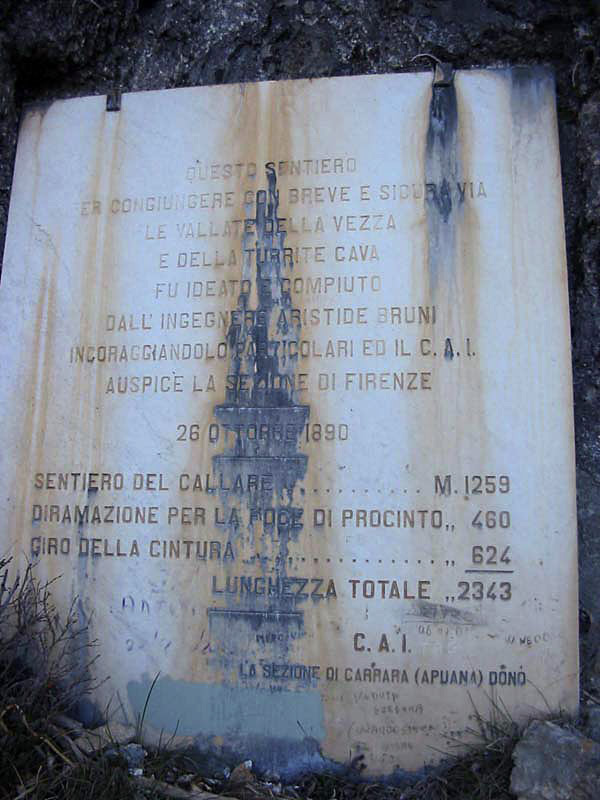 QUESTO SENTIERO
PER CONGIUNGERE CON BREVE E SICURA VIA
LE VALLATE DELLA VEZZA
E DELLA TURRITE CAVA
FU IDEATO E COMPIUTO
DALL'INGEGNERE ARISTIDE BRUNI
INCORAGGIANDOLO PARTICOLARI ED IL C.A.I.
AUSPICE LA SEZIONE DI FIRENZE
26 OTTOBRE 1890
SENTIERO DEL CALLARE . . . . . . . . . . . M. 1259
DIRAMAZIONE PER LA FOCE DI PROCINTO „ 460
GIRO DELLA CINTURA . . . . . . . . . . . . . . . „ 624
LUNGHEZZA TOTALE „ 2343
C.A.I.
LA SEZIONE DI CARRARA (APUANA) DONÒ